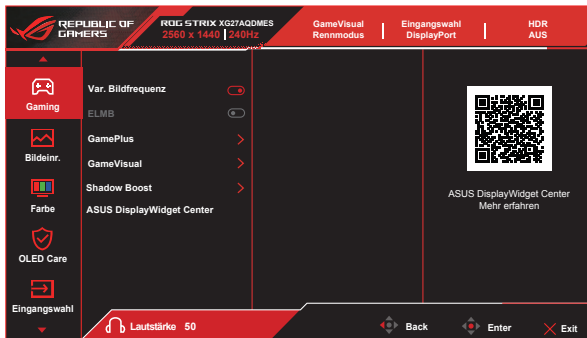 REPUBLIC OF
GAMERS
ROG STRIX XG27AQDMES
2560 x 1440 240Hz
GameVisual
Rennmodus
Eingangswahl
DisplayPort
HDR
AUS
Gaming
Bildeinr.
Farbe
OLED Care
Eingangswahl
Var. Bildfrequenz
ELMB
GamePlus
GameVisual
Shadow Boost
ASUS DisplayWidget Center
ASUS DisplayWidget Center
Mehr erfahren
Lautstärke 50
Back
Enter
Exit